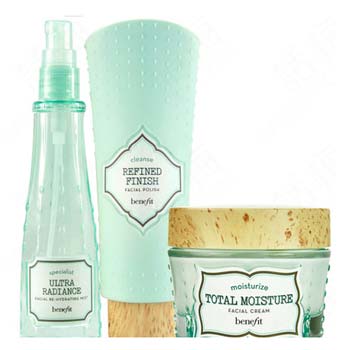 specialist
ULTRA
RADIANCE
FACIAL RE-HYDRATING MIST
benefit
cleanse
REFINED
FINISH
FACIAL POLISH
benefit
moisturize
TOTAL MOISTURE
FACIAL CREAM
benefit